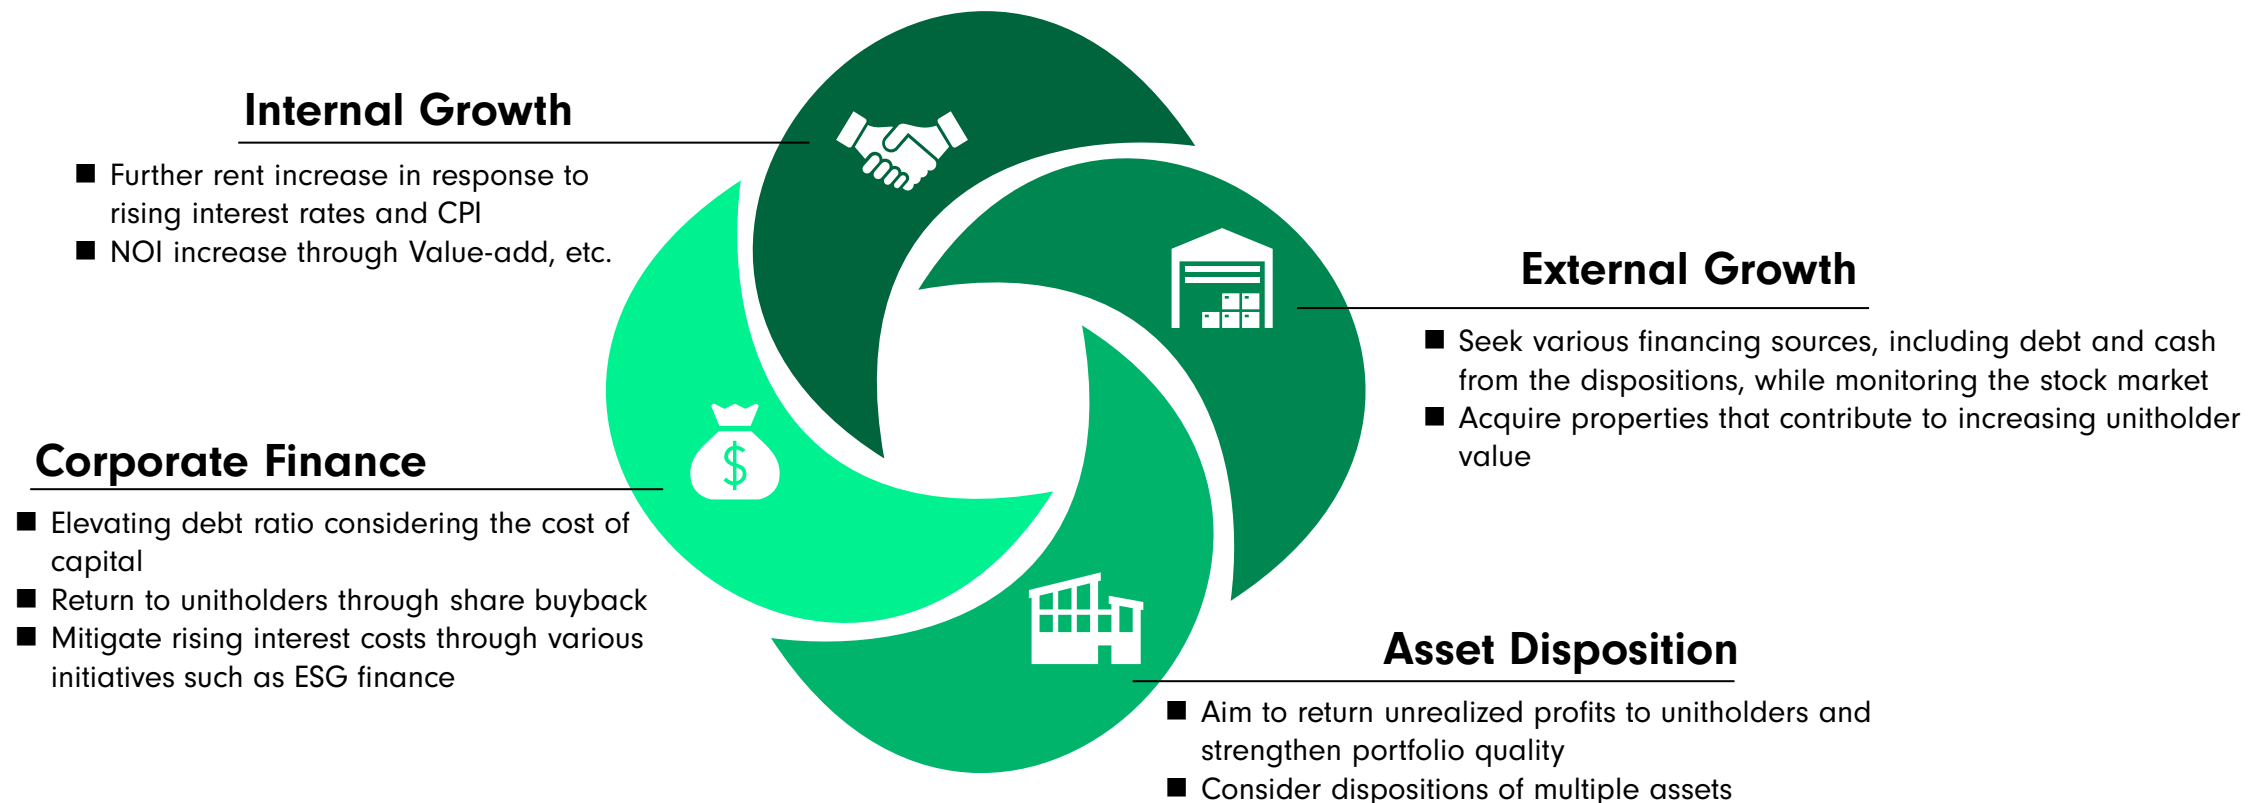 Internal Growth
■ Further rent increase in response to
rising interest rates and CPI
■ NOI increase through Value-add, etc.
External Growth
■ Seek various financing sources, including debt and cash
from the dispositions, while monitoring the stock market
■ Acquire properties that contribute to increasing unitholder
value
Corporate Finance
■ Elevating debt ratio considering the cost of
capital
■ Return to unitholders through share buyback
■ Mitigate rising interest costs through various
initiatives such as ESG finance
$
Asset Disposition
■ Aim to return unrealized profits to unitholders and
strengthen portfolio quality
■ Consider dispositions of multiple assets